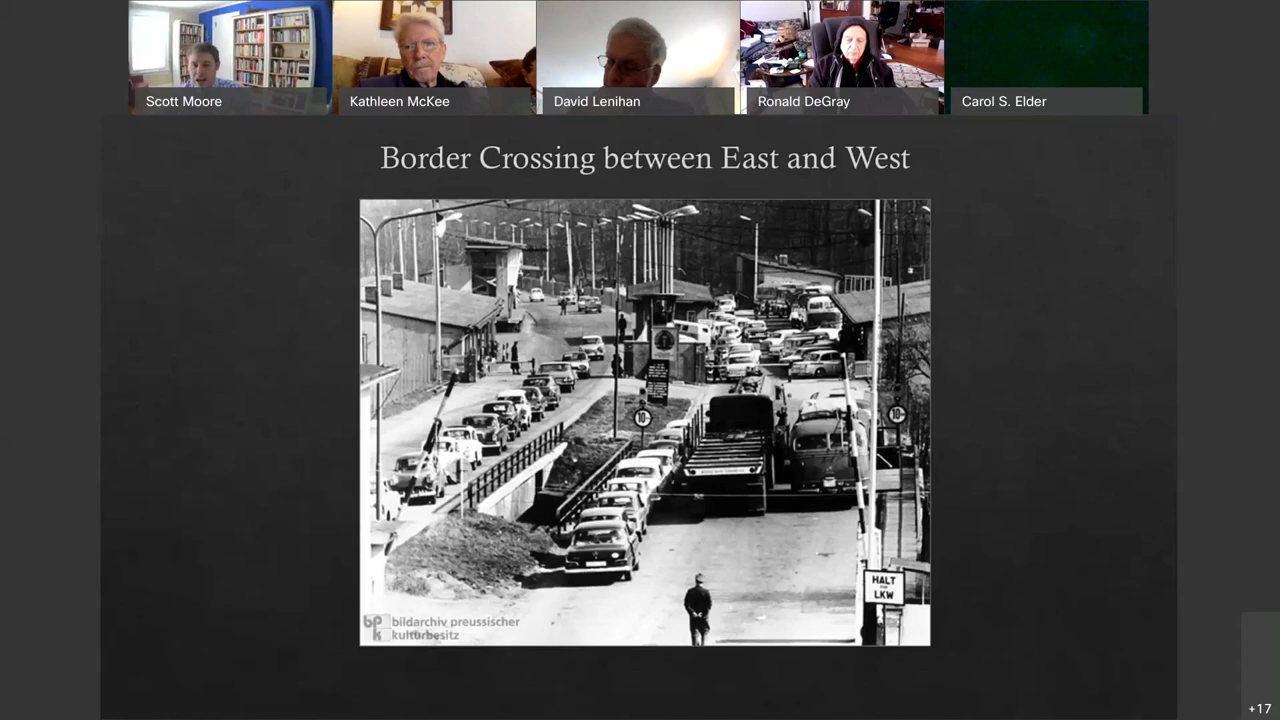 Scott Moore
Kathleen McKee
David Lenihan
Ronald DeGray
Carol S. Elder
Border Crossing between East and West
10
10
HALT
LKW
bpk
bildarchiv preussischer
kulturbesitz
+17